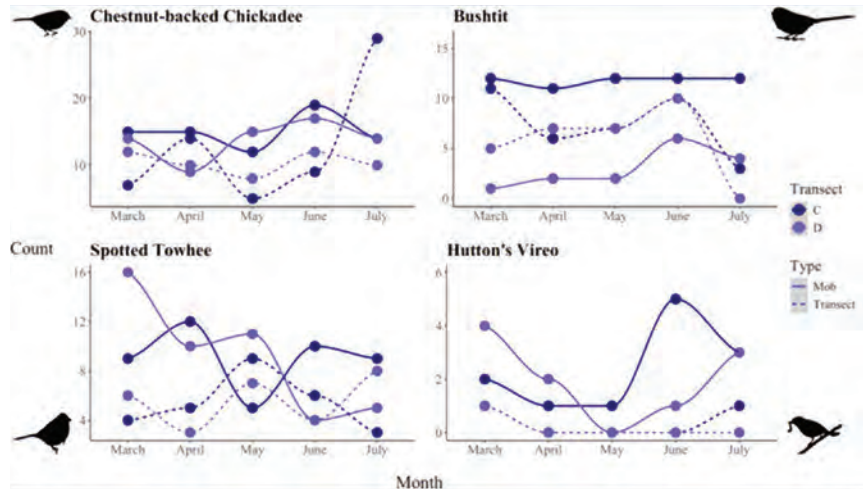 Chestnut-backed Chickadee
Bushtit
30
20
10
15
10
5
0
March April May June July
March April May June July
Transect
C
D
Type
Mob
Transect
Count
Spotted Towhee
Hutton's Vireo
16
12
8
4
6
4
2
0
March April May June July
March April May June July
Month